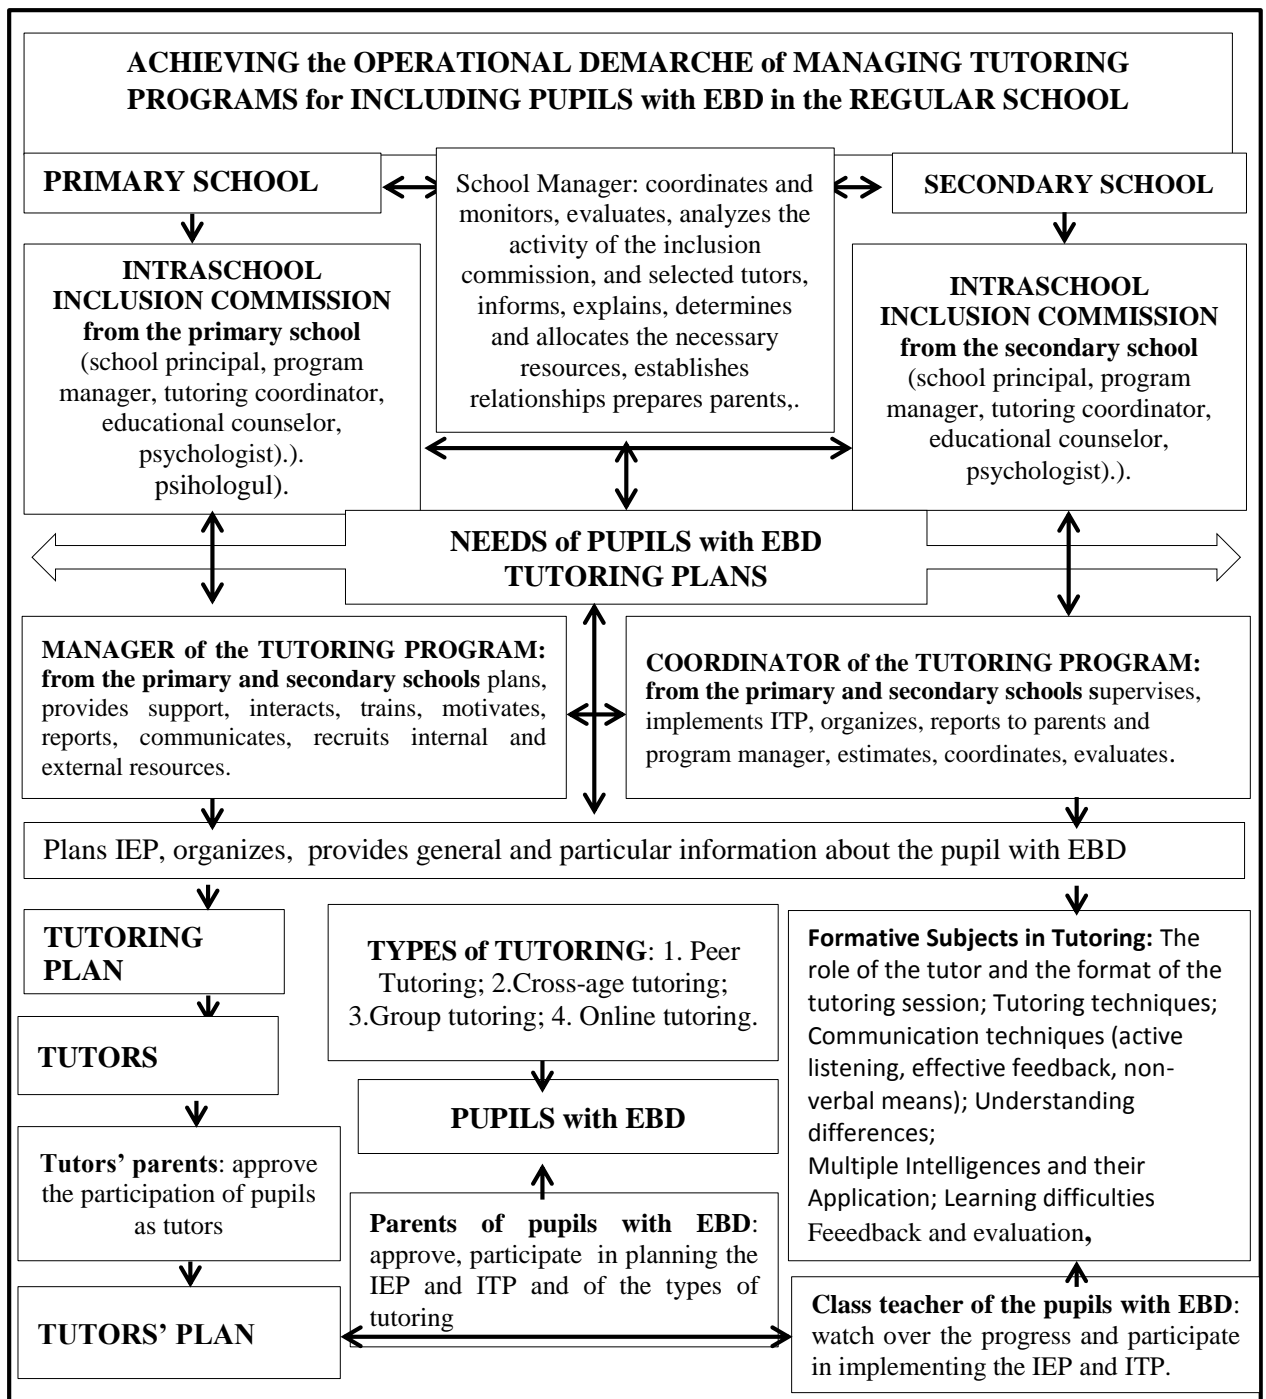 ACHIEVING the OPERATIONAL DEMARCHE of MANAGING TUTORING
PROGRAMS for INCLUDING PUPILS with EBD in the REGULAR SCHOOL
PRIMARY SCHOOL
School Manager: coordinates and
monitors, evaluates, analyzes the
activity of the inclusion
commission, and selected tutors,
informs, explains, determines
and allocates the necessary
resources, establishes
relationships prepares parents,.
SECONDARY SCHOOL
INTRASCHOOL
INCLUSION COMMISSION
from the primary school
(school principal, program
manager, tutoring coordinator,
educational counselor,
psychologist).).
psihologul).
INTRASCHOOL
INCLUSION COMMISSION
from the secondary school
(school principal, program
manager, tutoring coordinator,
educational counselor,
psychologist).).
NEEDS of PUPILS with EBD
TUTORING PLANS
MANAGER of the TUTORING PROGRAM:
from the primary and secondary schools plans,
provides support, interacts, trains, motivates,
reports, communicates, recruits internal and
external resources.
COORDINATOR of the TUTORING PROGRAM:
from the primary and secondary schools supervises,
implements ITP, organizes, reports to parents and
program manager, estimates, coordinates, evaluates.
Plans IEP, organizes, provides general and particular information about the pupil with EBD
TUTORING
PLAN
TUTORS
Tutors' parents: approve
the participation of pupils
as tutors
TUTORS' PLAN
TYPES of TUTORING: 1. Peer
Tutoring; 2.Cross-age tutoring;
3.Group tutoring; 4. Online tutoring.
PUPILS with EBD
Parents of pupils with EBD:
approve, participate in planning the
IEP and ITP and of the types of
tutoring
Formative Subjects in Tutoring: The
role of the tutor and the format of the
tutoring session; Tutoring techniques;
Communication techniques (active
listening, effective feedback, non-
verbal means); Understanding
differences;
Multiple Intelligences and their
Application; Learning difficulties
Feeedback and evaluation,
Class teacher of the pupils with EBD:
watch over the progress and participate
in implementing the IEP and ITP.